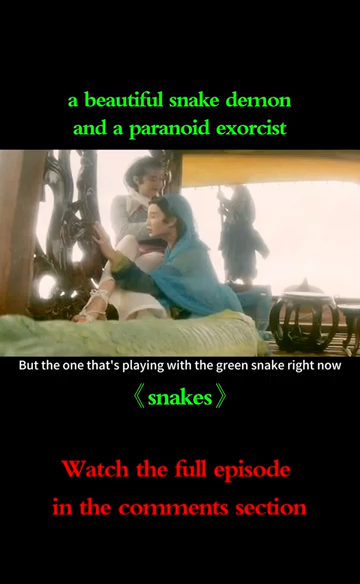 a beautiful snake demon
and a paranoid exorcist
But the one that's playing with the green snake right now
《snakes》
Watch the full episode
in the comments section